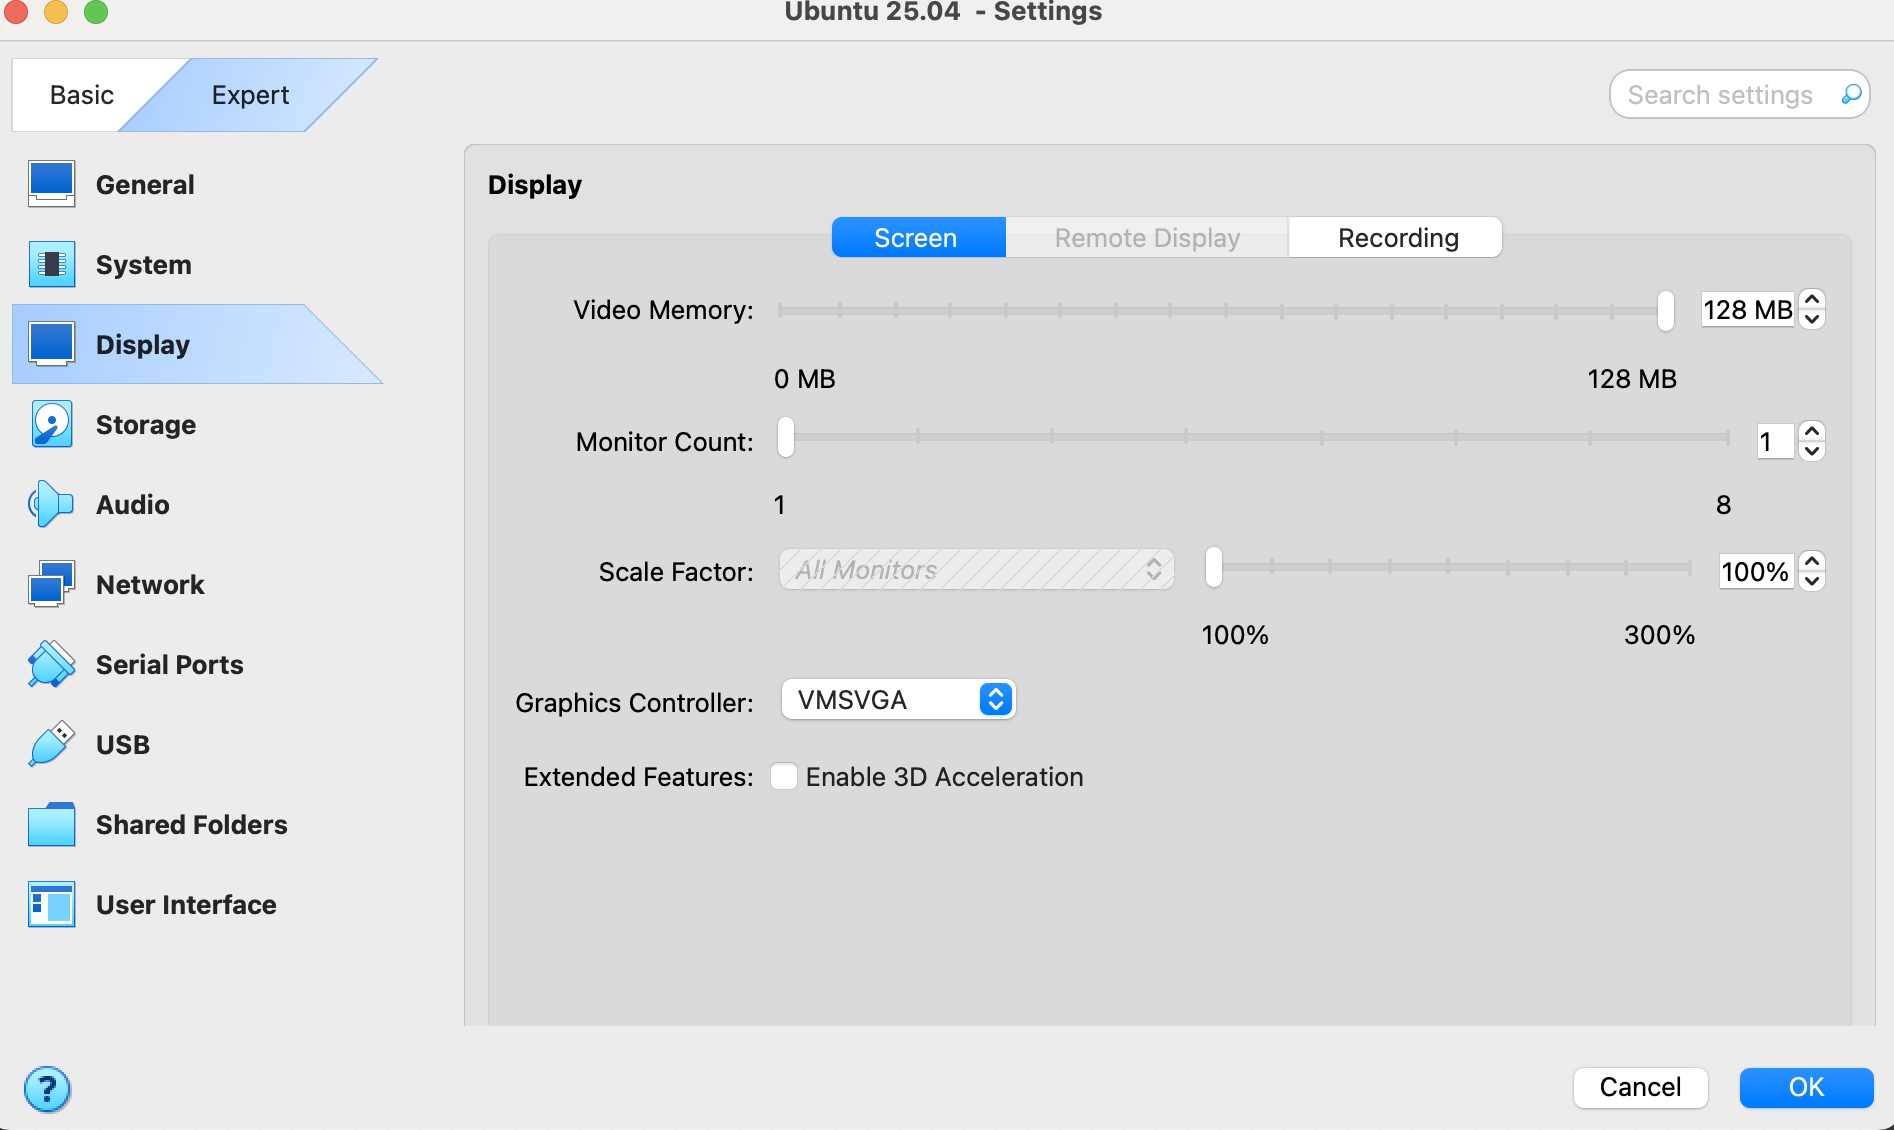 Ubuntu 25.04 - Settings
Basic
Expert
Search settings
General
System
Display
Storage
Audio
Network
Serial Ports
USB
Shared Folders
User Interface
Display
Screen
Remote Display
Recording
Video Memory:
128 MB
0 MB
128 MB
Monitor Count:
1
1
8
Scale Factor:
All Monitors
100%
100%
300%
Graphics Controller:
VMSVGA
Extended Features:
Enable 3D Acceleration
?
Cancel
OK